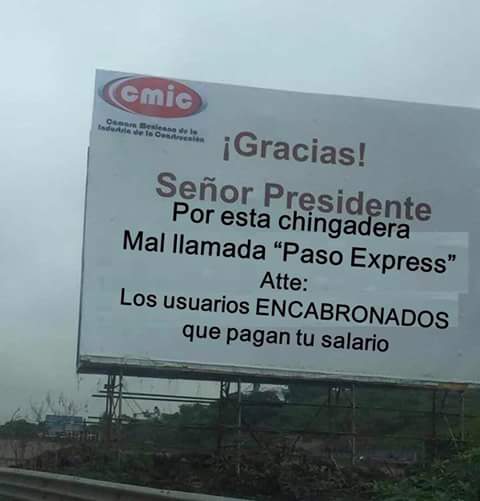 cmic
Cámara Mexicana de la
Industria de la Construcción
¡Gracias!
Señor Presidente
Por esta chingadera
Mal llamada “Paso Express”
Atte:
Los usuarios ENCABRONADOS
que pagan tu salario